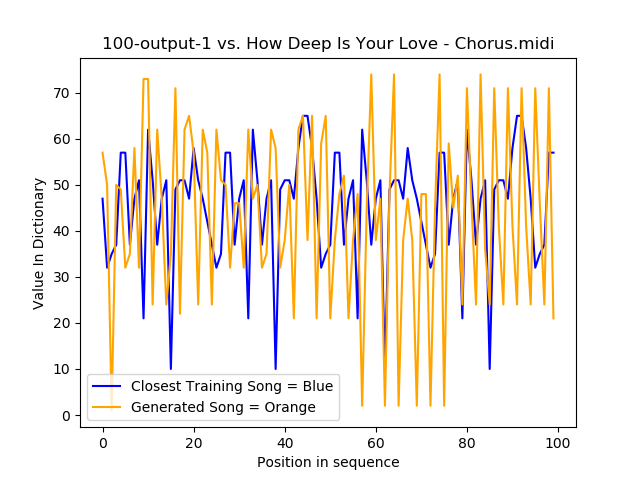 100-output-1 vs. How Deep Is Your Love - Chorus.midi
70
60
50
40
30
20
10
0
Value In Dictionary
Closest Training Song = Blue
Generated Song = Orange
0 20 40 60 80 100
Position in sequence